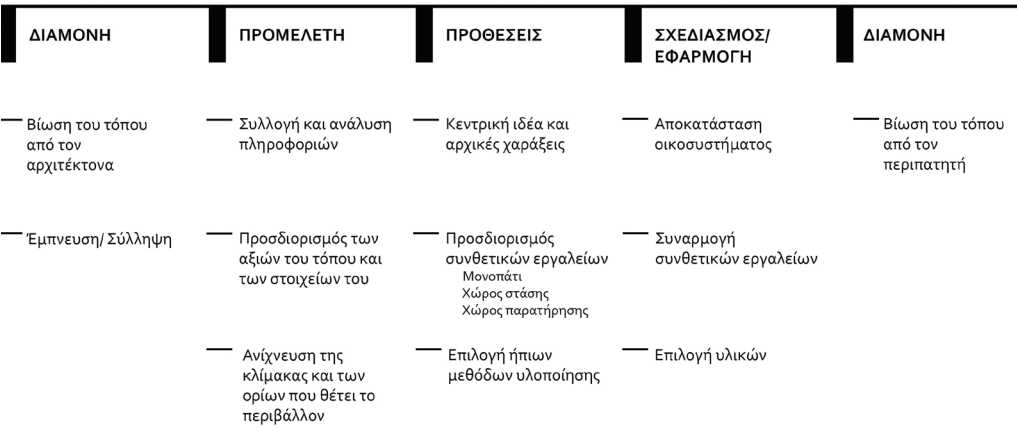 ΔΙΑΜΟΝΗ
Βίωση του τόπου
από τον
αρχιτέκτονα
Έμπνευση/ Σύλληψη
ΠΡΟΜΕΛΕΤΗ
Συλλογή και ανάλυση
πληροφοριών
Προσδιορισμός των
αξιών του τόπου και
των στοιχείων του
Ανίχνευση της
κλίμακας και των
ορίων που θέτει το
περιβάλλον
ΠΡΟΘΕΣΕΙΣ
Κεντρική ιδέα και
αρχικές χαράξεις
Προσδιορισμός
συνθετικών εργαλείων
Μονοπάτι
Χώρος στάσης
Χώρος παρατήρησης
Επιλογή ήπιων
μεθόδων υλοποίησης
ΣΧΕΔΙΑΣΜΟΣ/
ΕΦΑΡΜΟΓΗ
Αποκατάσταση
οικοσυστήματος
Συναρμογή
συνθετικών εργαλείων
Επιλογή υλικών
ΔΙΑΜΟΝΗ
Βίωση του τόπου
από τον
περιπατητή